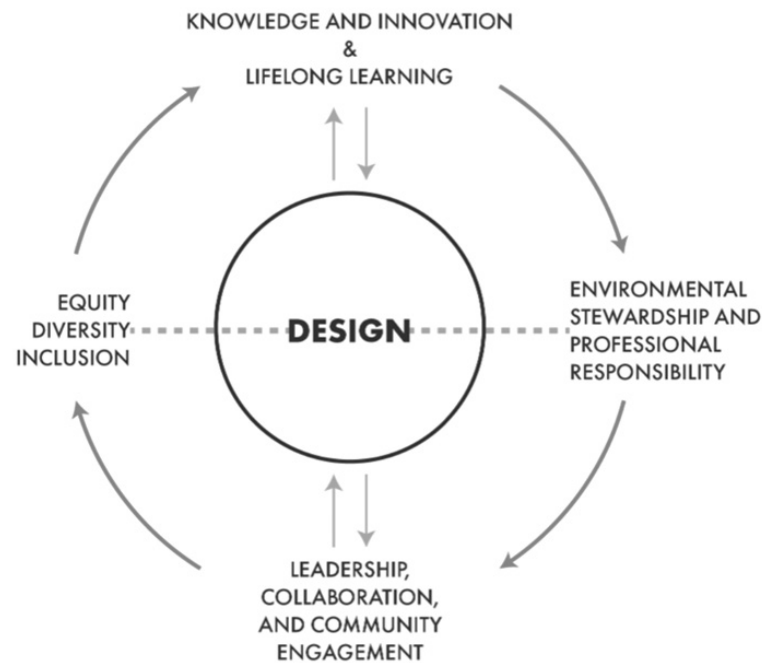 KNOWLEDGE AND INNOVATION
&
LIFELONG LEARNING
EQUITY
DIVERSITY
INCLUSION
DESIGN
ENVIRONMENTAL
STEWARDSHIP AND
PROFESSIONAL
RESPONSIBILITY
LEADERSHIP,
COLLABORATION,
AND COMMUNITY
ENGAGEMENT